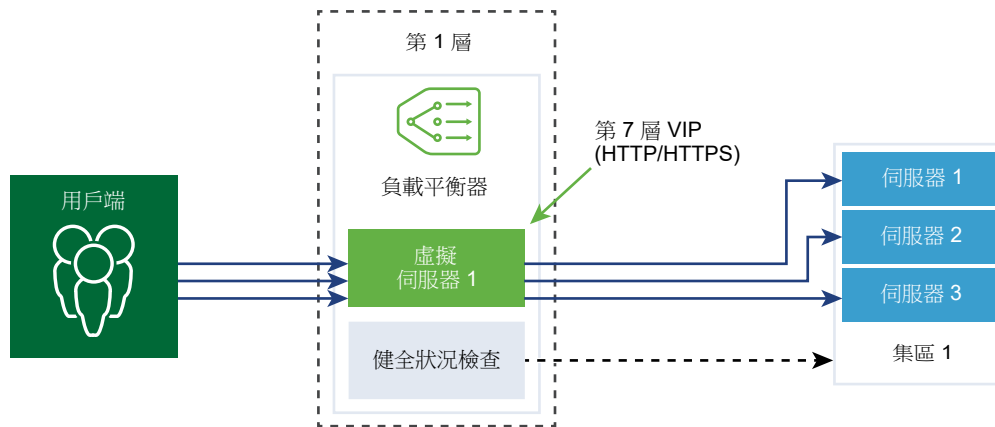 第 1 層
負載平衡器
第 7 層 VIP
(HTTP/HTTPS)
用戶端
虛擬
伺服器 1
健全狀況檢查
伺服器 1
伺服器 2
伺服器 3
集區 1